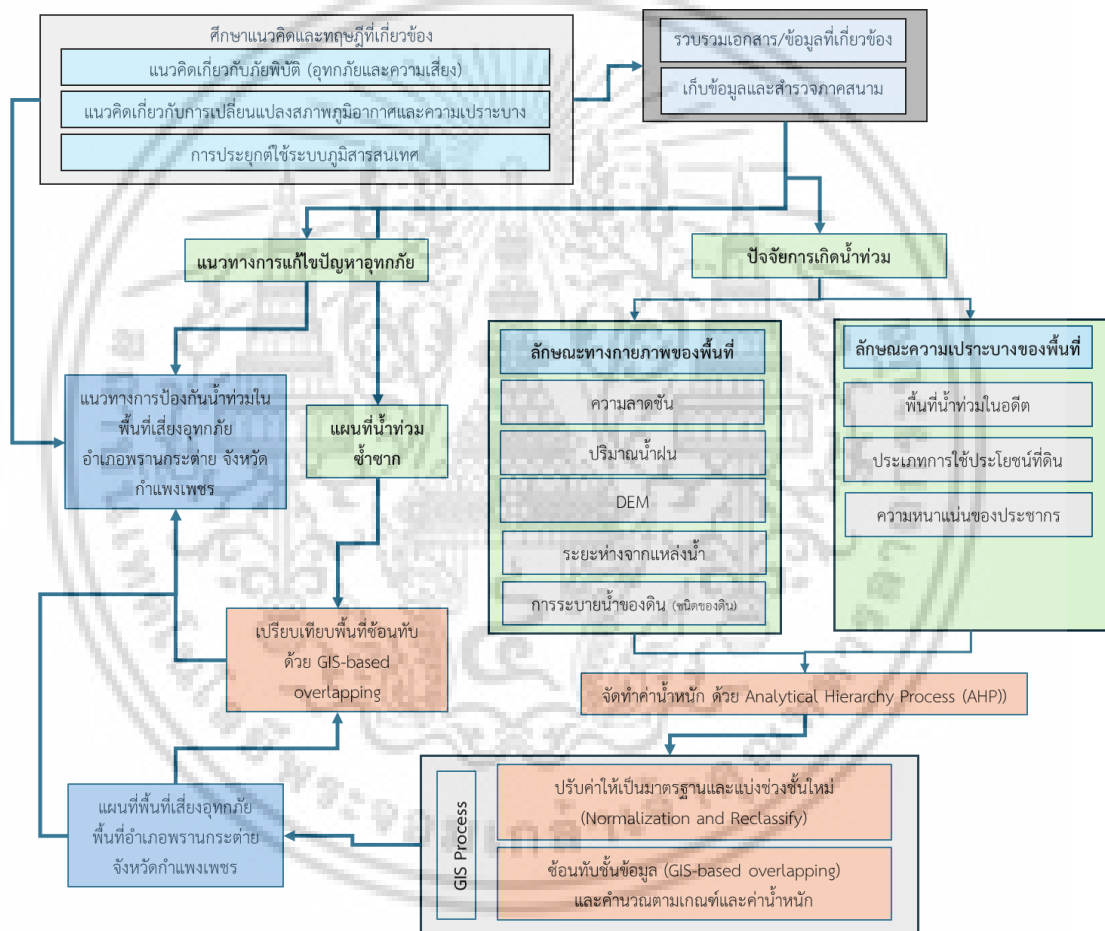 ศึกษาแนวคิดและทฤษฎีที่เกี่ยวข้อง
แนวคิดเกี่ยวกับภัยพิบัติ (อุทกภัยและความเสี่ยง)
แนวคิดเกี่ยวกับการเปลี่ยนแปลงสภาพภูมิอากาศและความเปราะบาง
การประยุกต์ใช้ระบบภูมิสารสนเทศ
รวบรวมเอกสาร/ข้อมูลที่เกี่ยวข้อง
เก็บข้อมูลและสำรวจภาคสนาม
แนวทางการแก้ไขปัญหาอุทกภัย
ปัจจัยการเกิดน้ำท่วม
แนวทางการป้องกันน้ำท่วมใน
พื้นที่เสี่ยงอุทกภัย
อำเภอพรานกระต่าย จังหวัด
กำแพงเพชร
แผนที่น้ำท่วม
ซ้ำซาก
ลักษณะทางกายภาพของพื้นที่
ความลาดชัน
ปริมาณน้ำฝน
DEM
ระยะห่างจากแหล่งน้ำ
การระบายน้ำของดิน (ชนิดของดิน)
ลักษณะความเปราะบางของพื้นที่
พื้นที่น้ำท่วมในอดีต
ประเภทการใช้ประโยชน์ที่ดิน
ความหนาแน่นของประชากร
เปรียบเทียบพื้นที่ซ้อนทับ
ด้วย GIS-based
overlapping
จัดทำค่าน้ำหนัก ด้วย Analytical Hierarchy Process (AHP))
GIS Process
ปรับค่าให้เป็นมาตรฐานและแบ่งช่วงชั้นใหม่
(Normalization and Reclassify)
ซ้อนทับชั้นข้อมูล (GIS-based overlapping)
และคำนวณตามเกณฑ์และค่าน้ำหนัก
แผนที่พื้นที่เสี่ยงอุทกภัย
พื้นที่อำเภอพรานกระต่าย
จังหวัดกำแพงเพชร